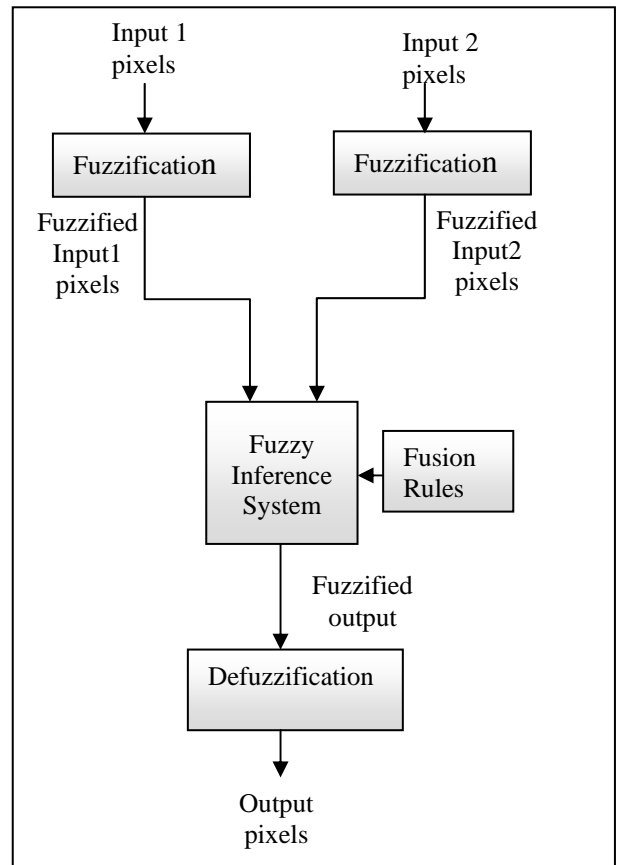 Input 1
pixels
Input 2
pixels
Fuzzification
Fuzzification
Fuzzified
Input1
pixels
Fuzzified
Input2
pixels
Fuzzy
Inference
System
Fusion
Rules
Fuzzified
output
Defuzzification
Output
pixels